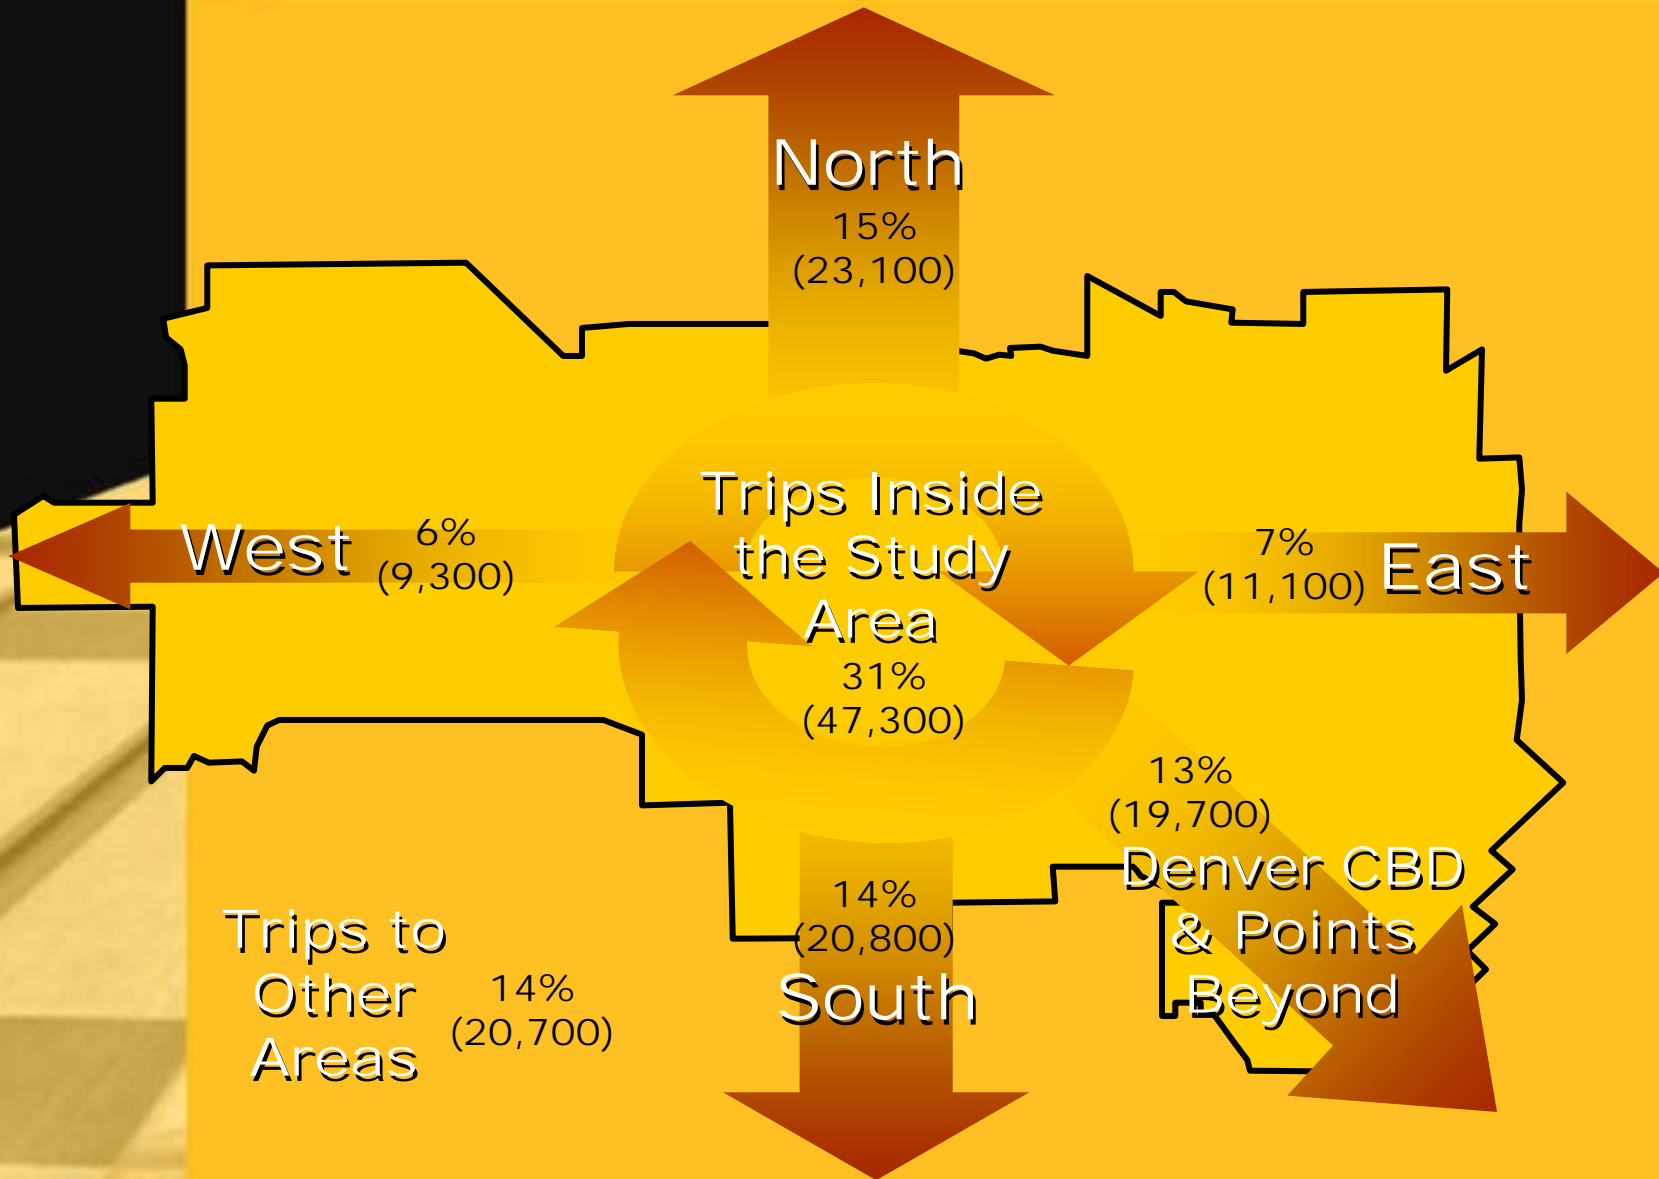 North
15%
(23,100)
West
6%
(9,300)
Trips Inside
the Study
Area
31%
(47,300)
7%
(11,100)
East
13%
(19,700)
Denver CBD
& Points
Beyond
14%
(20,800)
South
Trips to
Other
Areas
14%
(20,700)